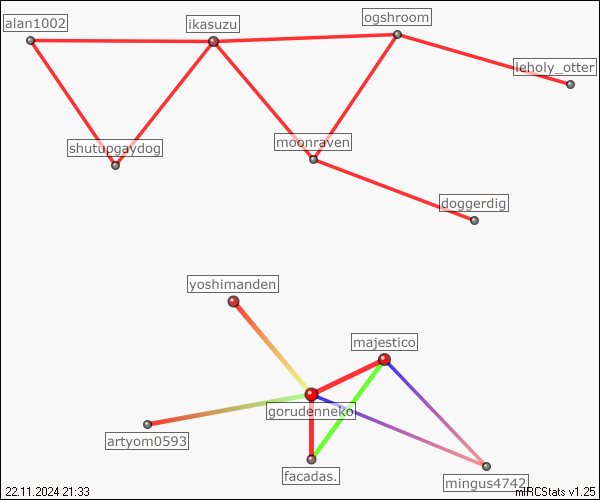 alan1002
ikasuzu
ogshroom
leholy_otter
shutupgaydog
moonraven
doggerdig
yoshimanden
majestico
gorudenneko
artyom0593
facadas.
mingus4742
22.11.2024 21:33
mIRCStats v1.25